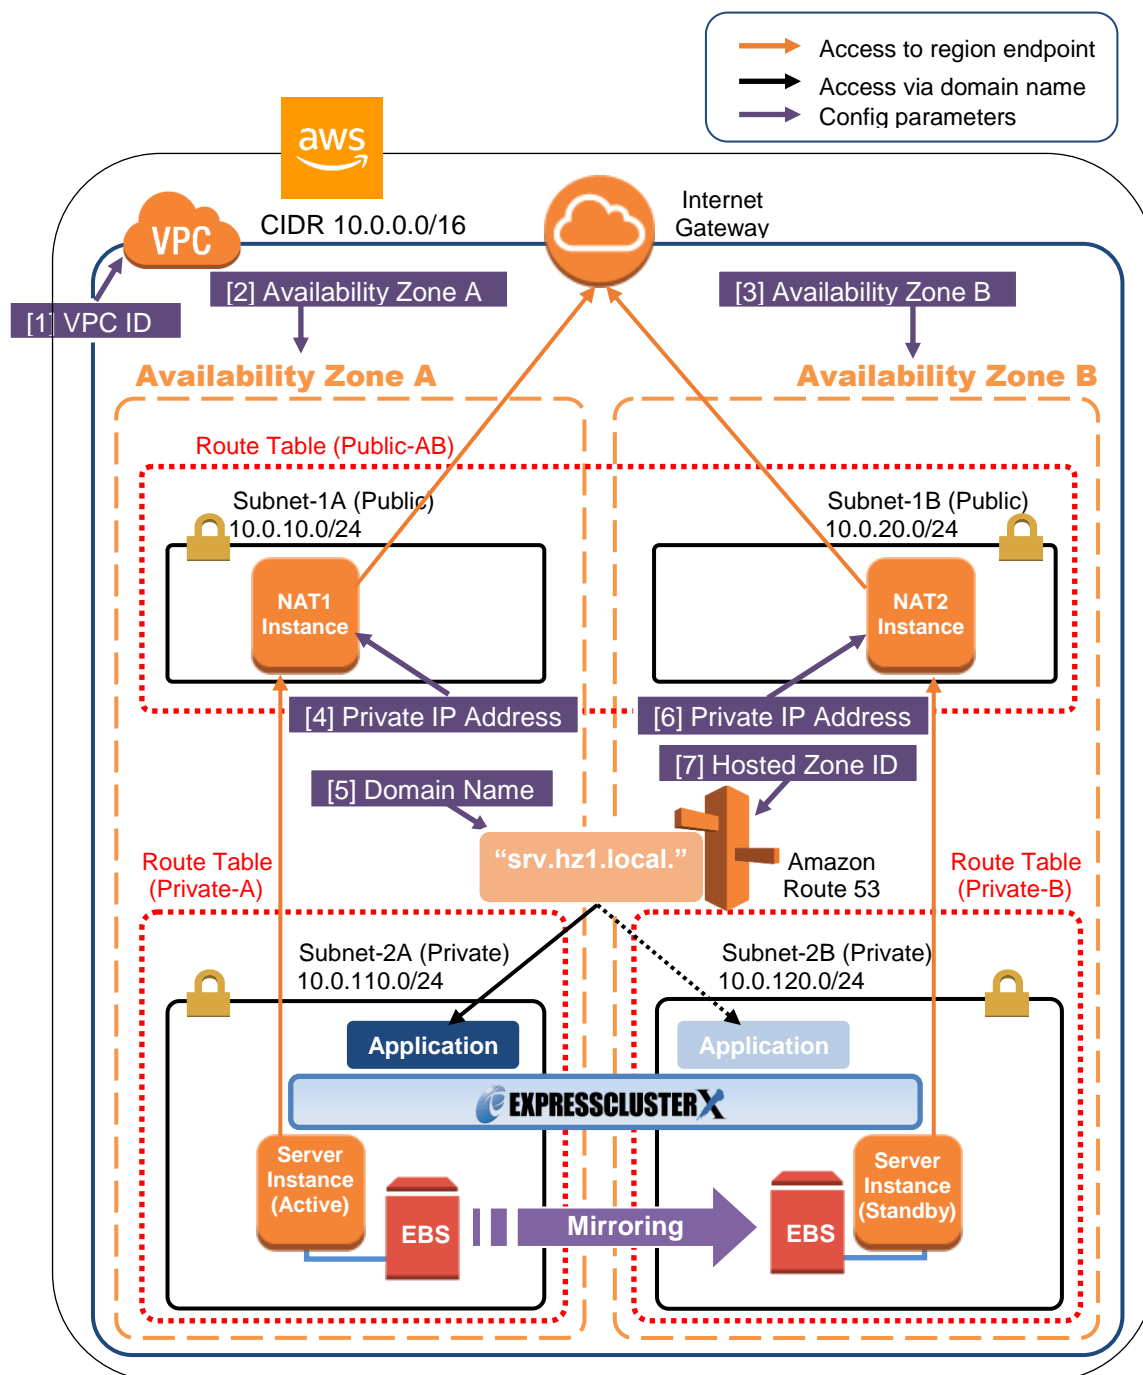 Access to region endpoint
Access via domain name
Config parameters
aws
Internet
Gateway
VPC
CIDR 10.0.0.0/16
[1] VPC ID
[2] Availability Zone A
[3] Availability Zone B
Availability Zone A
Availability Zone B
Route Table (Public-AB)
Subnet-1A (Public)
10.0.10.0/24
Subnet-1B (Public)
10.0.20.0/24
NAT1
Instance
NAT2
Instance
[4] Private IP Address
[6] Private IP Address
[7] Hosted Zone ID
[5] Domain Name
“srv.hz1.local.”
Amazon
Route 53
Route Table
(Private-A)
Route Table
(Private-B)
Subnet-2A (Private)
10.0.110.0/24
Subnet-2B (Private)
10.0.120.0/24
Application
Application
EXPRESSCLUSTER X
Server
Instance
(Active)
EBS
Mirroring
EBS
Server
Instance
(Standby)